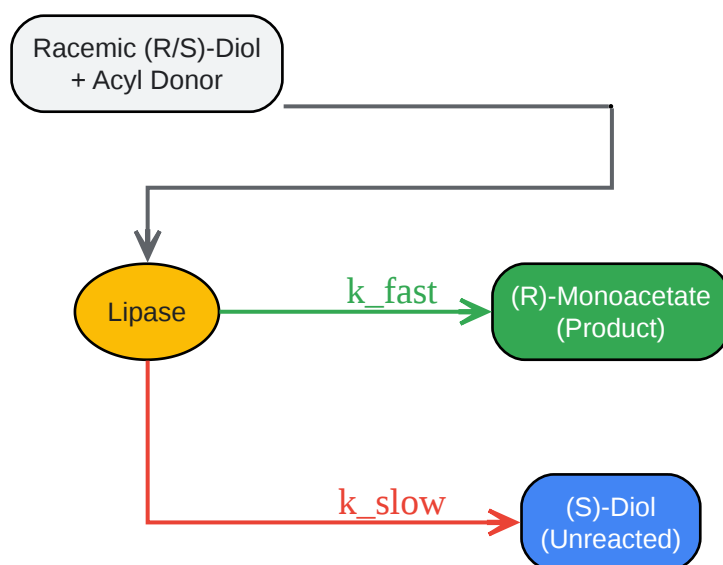 Racemic (R/S)-Diol
+ Acyl Donor
Lipase
k_fast
(R)-Monoacetate
(Product)
k_slow
(S)-Diol
(Unreacted)